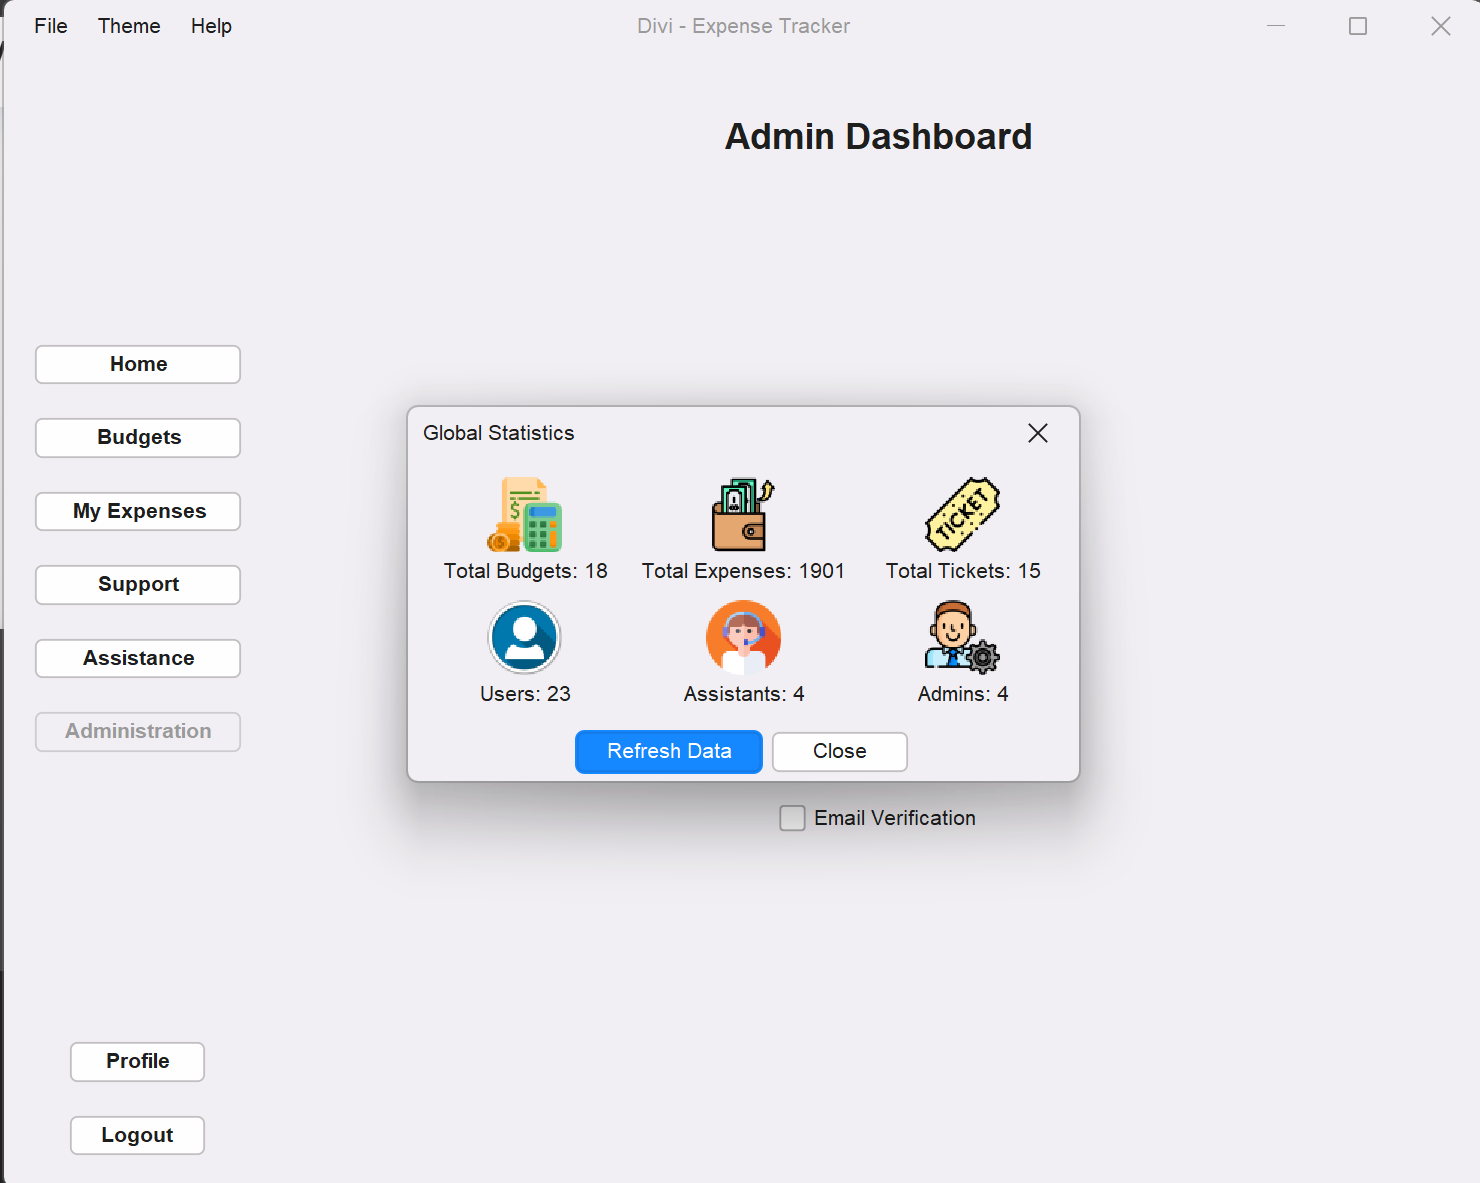 File Theme Help
Divi - Expense Tracker
Admin Dashboard
Home
Budgets
My Expenses
Support
Assistance
Administration
Profile
Logout
Global Statistics
TICKET
Total Budgets: 18
Total Expenses: 1901
Total Tickets: 15
Users: 23
Assistants: 4
Admins: 4
Refresh Data
Close
Email Verification